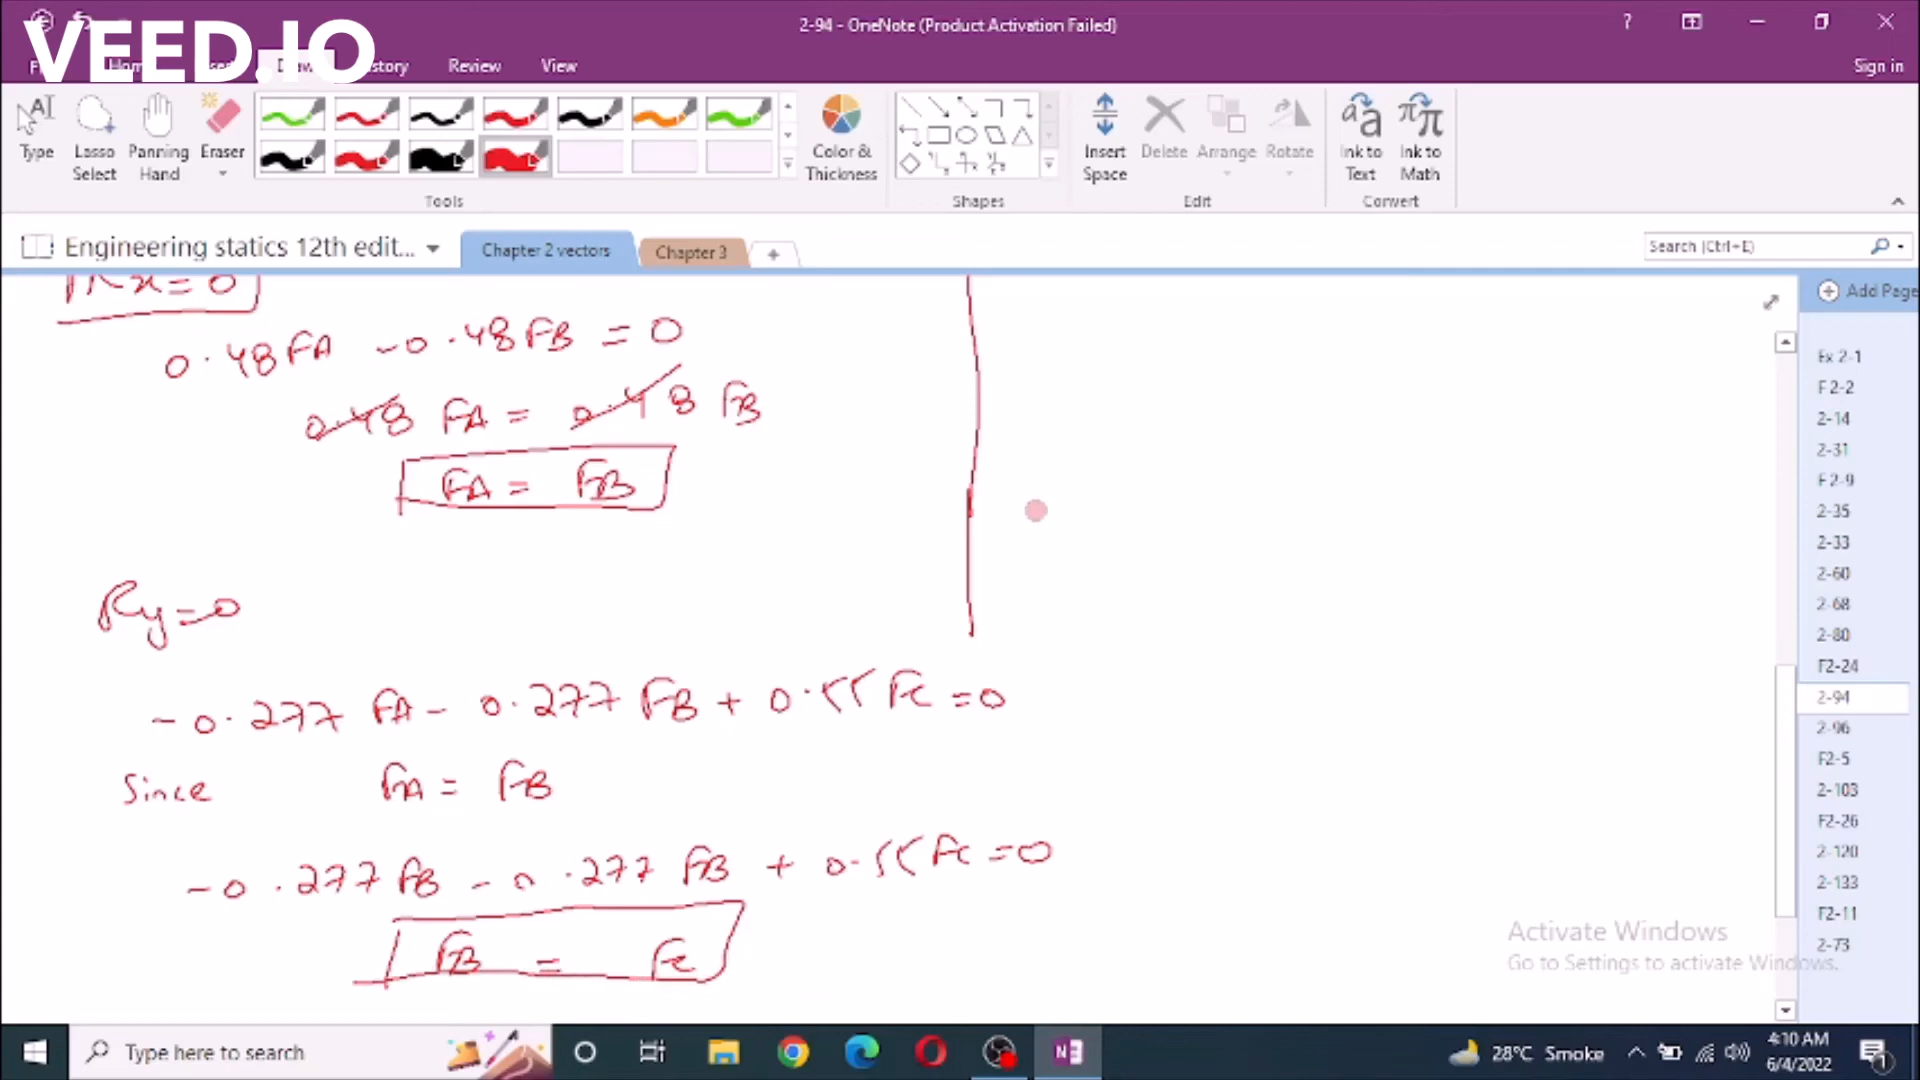 VEED.IO
2-94 - OneNote (Product Activation Failed)
? 
Review View
Sign in
Type Lasso Select Panning Hand Eraser
Color & Thickness
Insert Space Delete Arrange Rotate
Ink to Text Ink to Math
Tools Shapes Edit Convert
Engineering statics 12th edit...
Chapter 2 vectors
Chapter 3
Search (Ctrl+E)
Add Page
Rx = 0
0.48 FA - 0.48 FB = 0
0.48 FA = 0.48 FB
FA = FB
Ry = 0
- 0.277 FA - 0.277 FB + 0.55 Fc = 0
Since FA = FB
- 0.277 FB - 0.277 FB + 0.55 Fc = 0
FB = Fc
Ex 2-1
F 2-2
2-14
2-31
F 2-9
2-35
2-33
2-60
2-68
2-80
F2-24
2-94
2-96
F2-5
2-103
F2-26
2-120
2-133
F2-11
2-73
Activate Windows
Go to Settings to activate Windows.
Type here to search
28°C Smoke
4:10 AM
6/4/2022
1